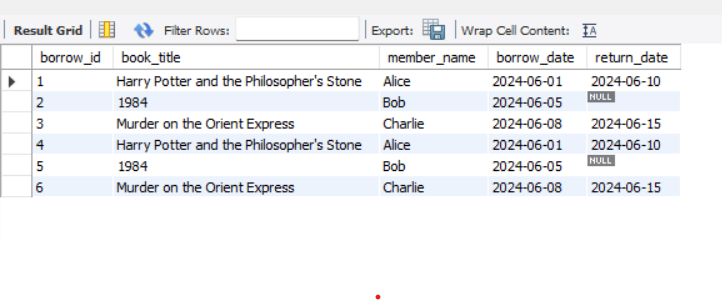 Result Grid Filter Rows: Export: Wrap Cell Content: IA
borrow_id book_title member_name borrow_date return_date
1 Harry Potter and the Philosopher's Stone Alice 2024-06-01 2024-06-10
2 1984 Bob 2024-06-05 NULL
3 Murder on the Orient Express Charlie 2024-06-08 2024-06-15
4 Harry Potter and the Philosopher's Stone Alice 2024-06-01 2024-06-10
5 1984 Bob 2024-06-05 NULL
6 Murder on the Orient Express Charlie 2024-06-08 2024-06-15